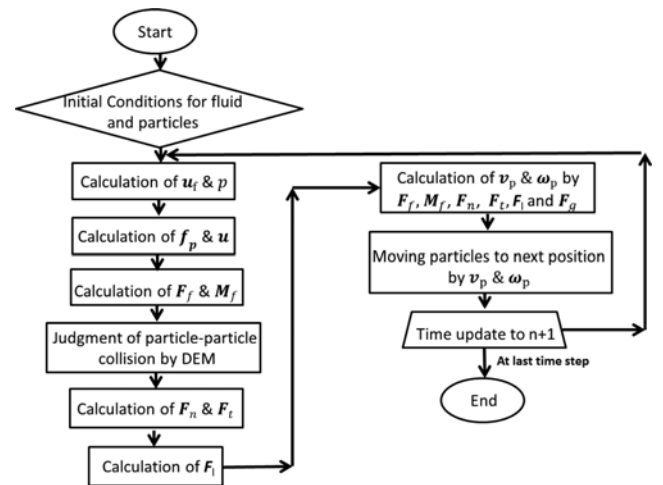 Start
Initial Conditions for fluid
and particles
Calculation of u_f & p
Calculation of f_p & u
Calculation of F_f & M_f
Judgment of particle-particle
collision by DEM
Calculation of F_n & F_t
Calculation of F_l
Calculation of v_p & ω_p by
F_f, M_f, F_n, F_t, F_l and F_g
Moving particles to next position
by v_p & ω_p
Time update to n+1
At last time step
End